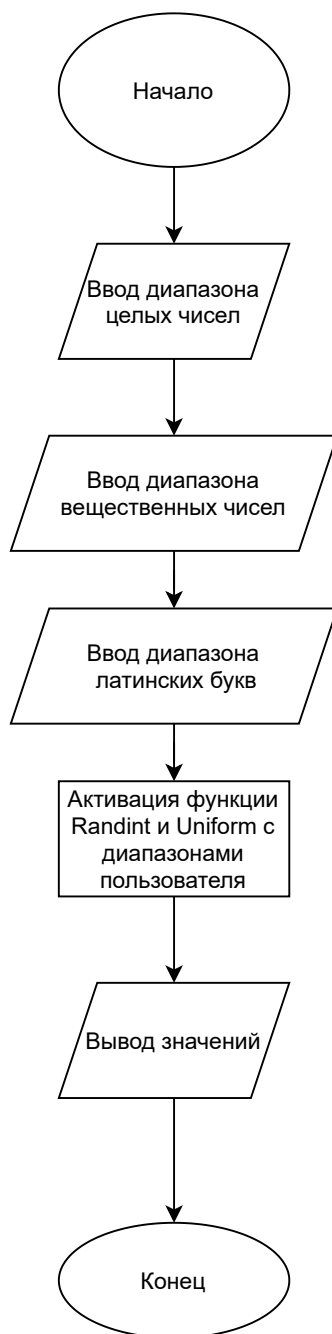 Начало
Ввод диапазона
целых чисел
Ввод диапазона
вещественных чисел
Ввод диапазона
латинских букв
Активация функции
Randint и Uniform с
диапазонами
пользователя
Вывод значений
Конец